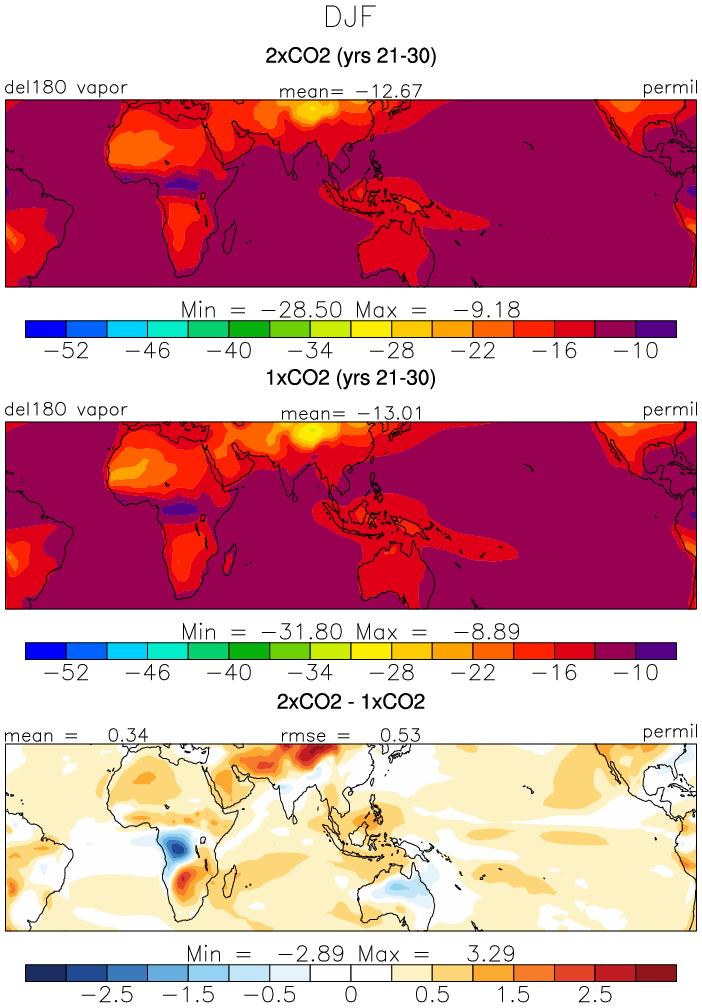 DJF
2xCO2 (yrs 21-30)
del18O vapor mean= −12.67 permil
Min = −28.50 Max = −9.18
−52 −46 −40 −34 −28 −22 −16 −10
1xCO2 (yrs 21-30)
del18O vapor mean= −13.01 permil
Min = −31.80 Max = −8.89
−52 −46 −40 −34 −28 −22 −16 −10
2xCO2 - 1xCO2
mean = 0.34 rmse = 0.53 permil
Min = −2.89 Max = 3.29
−2.5 −1.5 −0.5 0 0.5 1.5 2.5